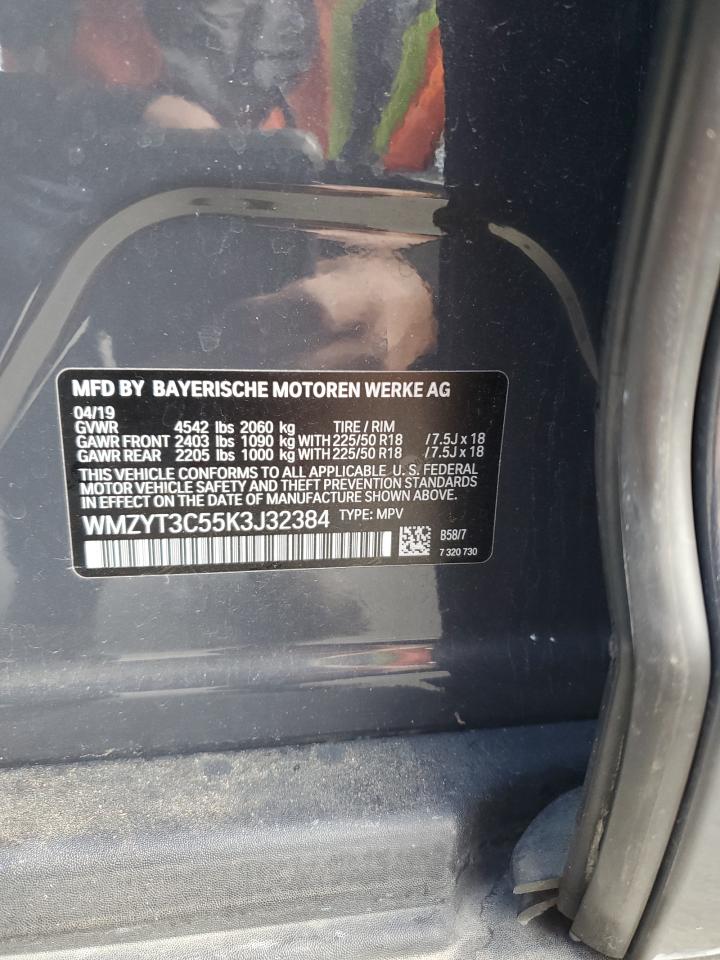 MFD BY BAYERISCHE MOTOREN WERKE AG
04/19
GVWR 4542 lbs 2060 kg TIRE / RIM
GAWR FRONT 2403 lbs 1090 kg WITH 225/50 R18 / 7.5J x 18
GAWR REAR 2205 lbs 1000 kg WITH 225/50 R18 / 7.5J x 18
THIS VEHICLE CONFORMS TO ALL APPLICABLE U. S. FEDERAL
MOTOR VEHICLE SAFETY AND THEFT PREVENTION STANDARDS
IN EFFECT ON THE DATE OF MANUFACTURE SHOWN ABOVE.
WMZYT3C55K3J32384 TYPE: MPV
B58/7
7 320 730